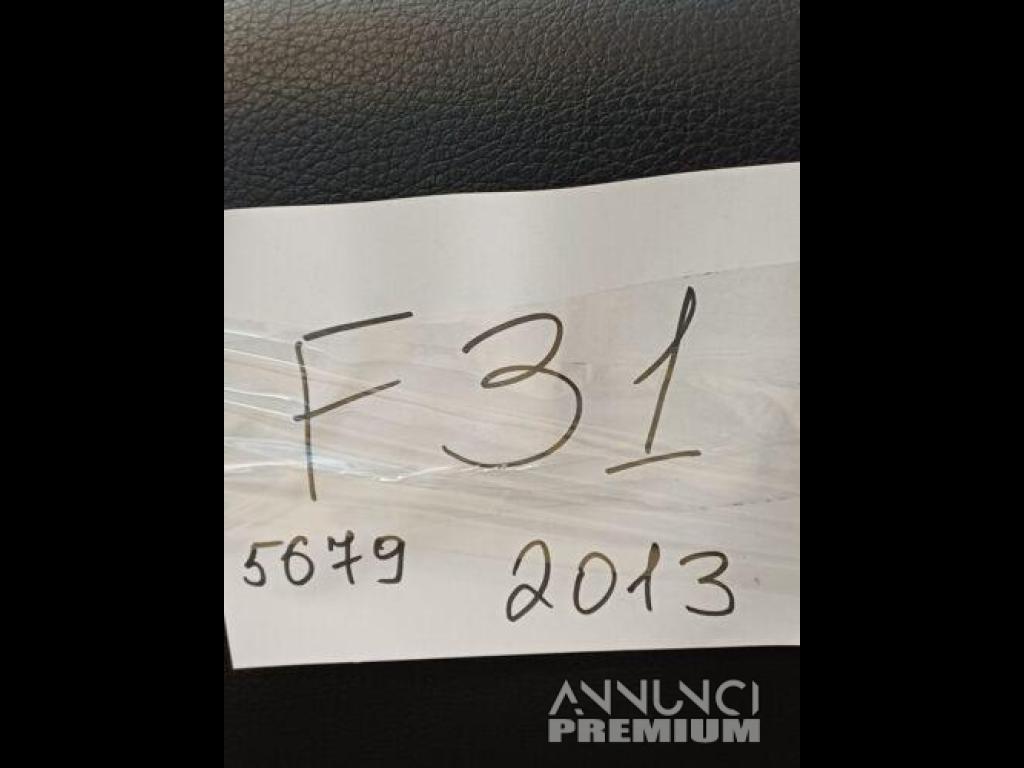 F31
5679 2013
ANNUNCI
PREMIUM